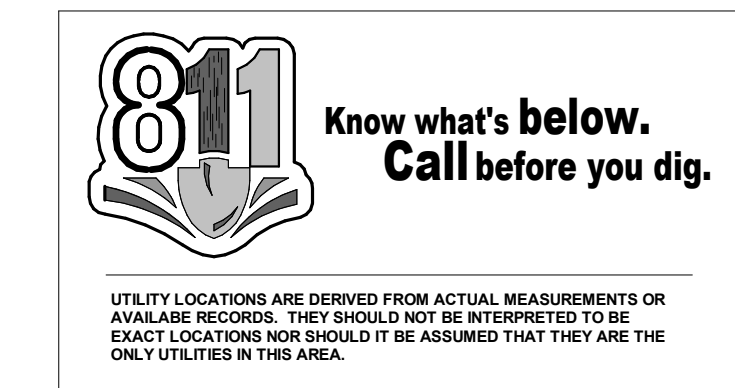 811
Know what's below.
Call before you dig.
UTILITY LOCATIONS ARE DERIVED FROM ACTUAL MEASUREMENTS OR
AVAILABE RECORDS.  THEY SHOULD NOT BE INTERPRETED TO BE
EXACT LOCATIONS NOR SHOULD IT BE ASSUMED THAT THEY ARE THE
ONLY UTILITIES IN THIS AREA.